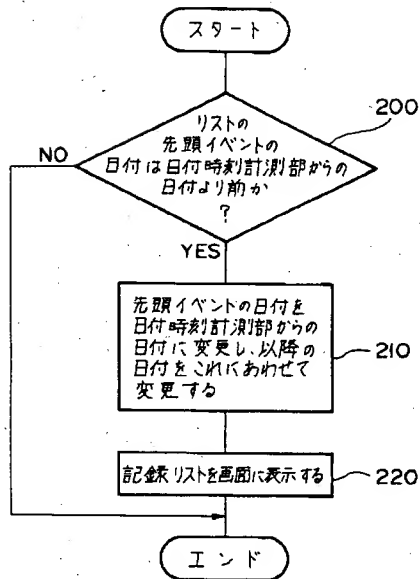 スタート
リストの
先頭イベントの
日付は日付時刻計測部からの
日付より前か
?
200
NO
YES
先頭イベントの日付を
日付時刻計測部からの
日付に変更し、以降の
日付をこれにあわせて
変更する
210
記録リストを画面に表示する
220
エンド